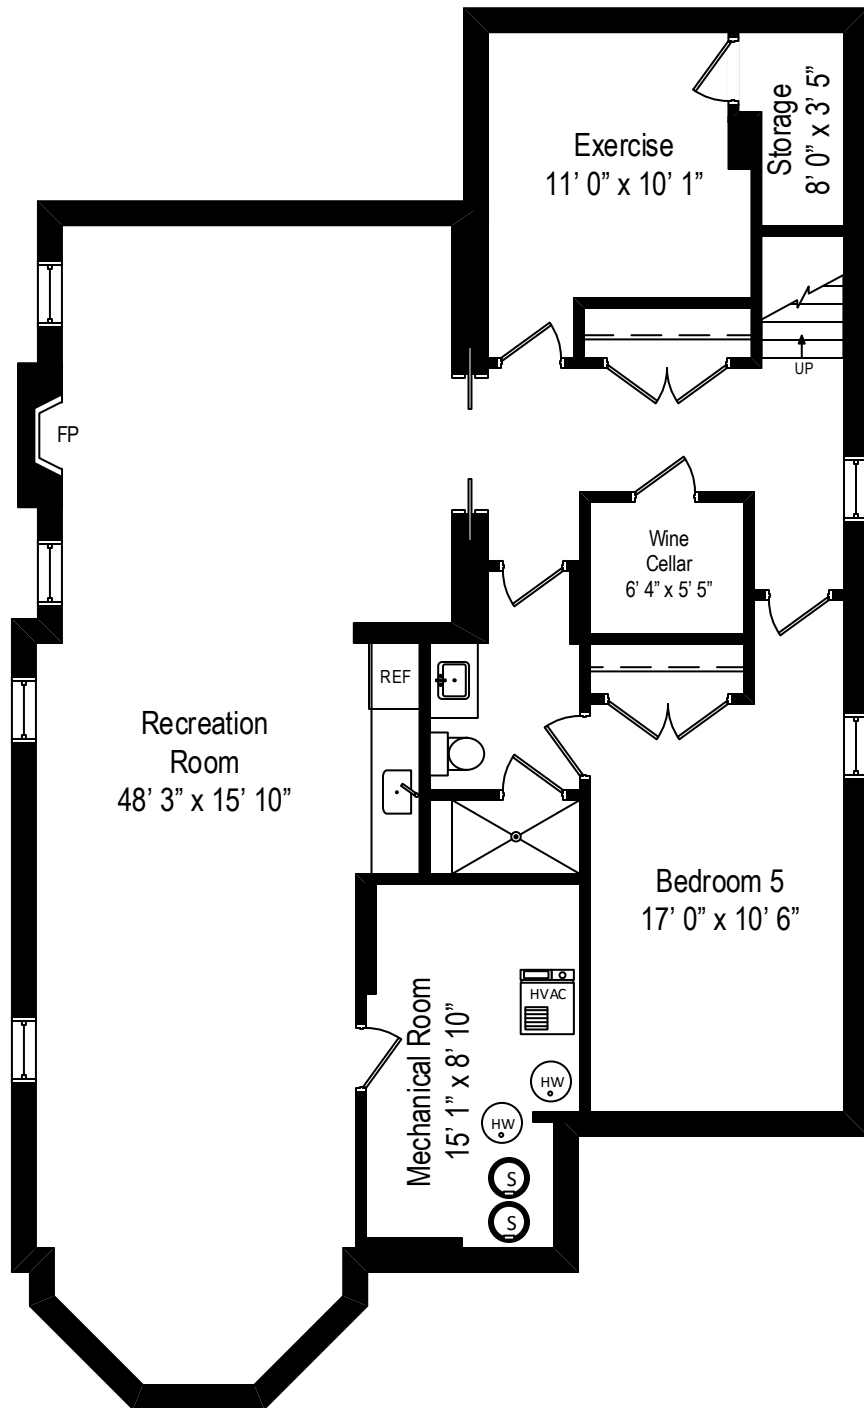 Exercise
11’ 0” x 10’ 1”
Storage
8’ 0” x 3’ 5”
UP
FP
Wine
Cellar
6’ 4” x 5’ 5”
REF
Recreation
Room
48’ 3” x 15’ 10”
Bedroom 5
17’ 0” x 10’ 6”
Mechanical Room
15’ 1” x 8’ 10”
HVAC
HW
HW
S
S